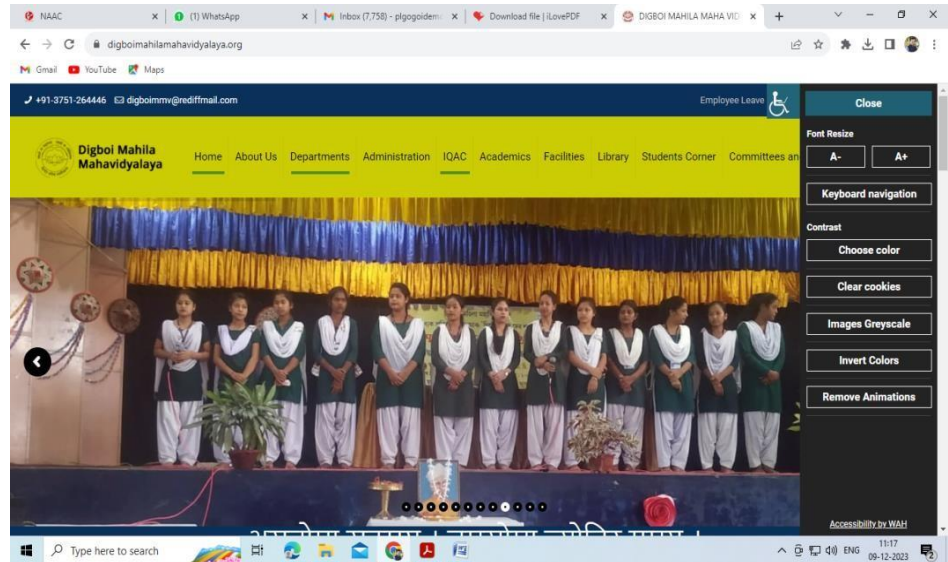 NAAC
(1) WhatsApp
Inbox (7,758) - plgogoidem
Download file | iLovePDF
DIGBOI MAHILA MAHA VID
digboimahilamahavidyalaya.org
Gmail YouTube Maps
+91-3751-264446 digboimmv@rediffmail.com
Employee Leave
Digboi Mahila
Mahavidyalaya
Home About Us Departments Administration IQAC Academics Facilities Library Students Corner Committees an
Close
Font Resize
A- A+
Keyboard navigation
Contrast
Choose color
Clear cookies
Images Greyscale
Invert Colors
Remove Animations
Accessibility by WAH
Type here to search
ENG
11:17
09-12-2023
2